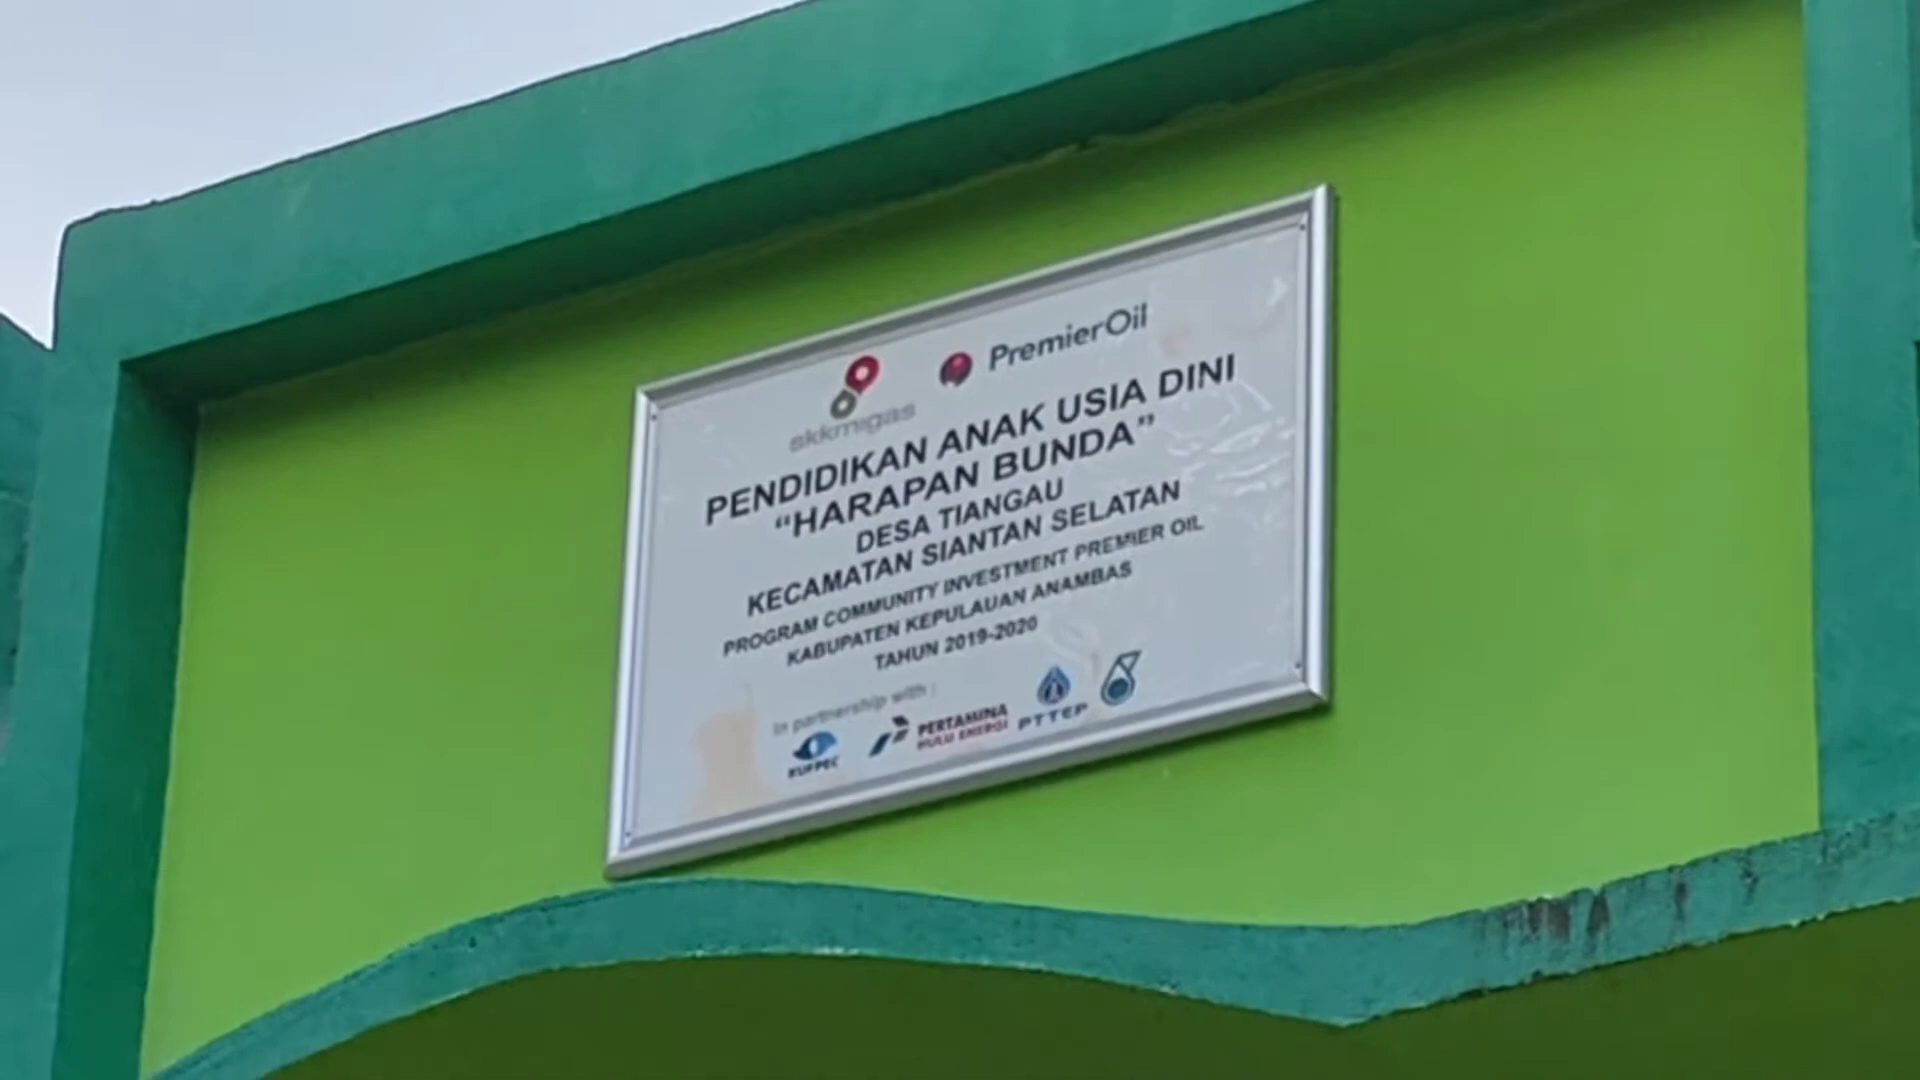 skkmigas
PremierOil
PENDIDIKAN ANAK USIA DINI
“HARAPAN BUNDA”
DESA TIANGAU
KECAMATAN SIANTAN SELATAN
PROGRAM COMMUNITY INVESTMENT PREMIER OIL
KABUPATEN KEPULAUAN ANAMBAS
TAHUN 2019-2020
In partnership with :
KUFPEC
PERTAMINA
HULU ENERGI
PTTEP